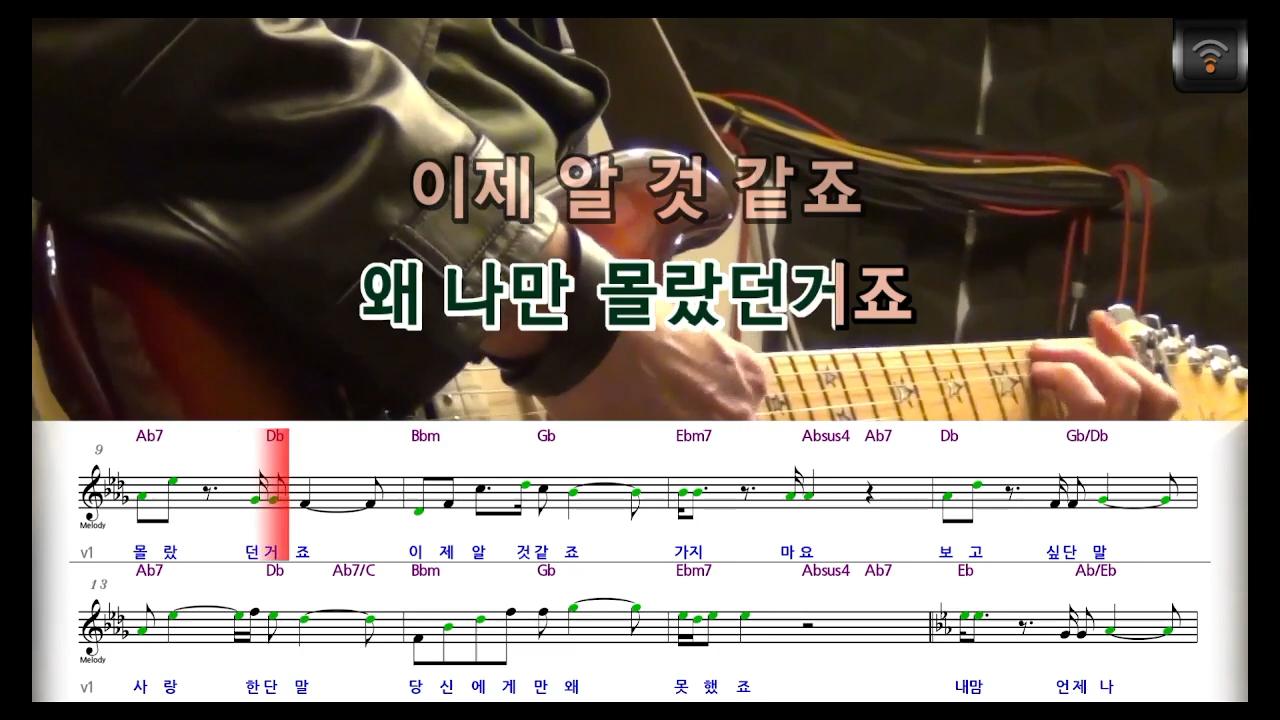 이제 알 것 같죠
왜 나만 몰랐던거죠
Ab7 Db Bbm Gb Ebm7 Absus4 Ab7 Db Gb/Db
9
Melody
v1 몰 랐 던 거 죠 이 제 알 것 같 죠 가 지 마 요 보 고 싶 단 말
Ab7 Db Ab7/C Bbm Gb Ebm7 Absus4 Ab7 Eb Ab/Eb
13
Melody
v1 사 랑 한 단 말 당 신 에 게 만 왜 못 했 죠 내 맘 언 제 나